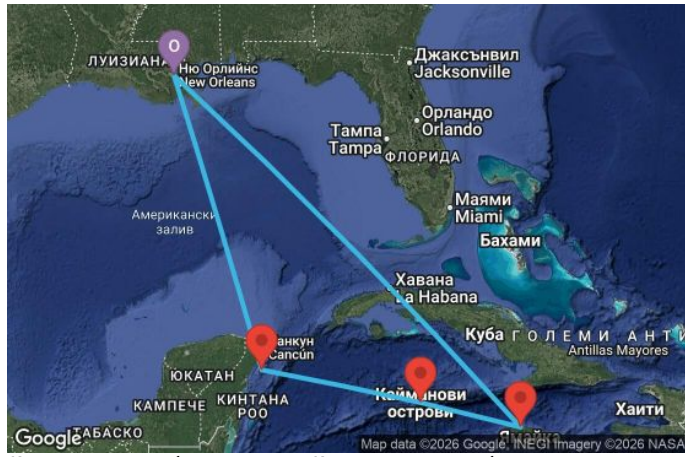 O
ЛУИЗИАНА
Ню Орлийнс
New Orleans
Джаксънвил
Jacksonville
Орландо
Orlando
Тампа
Tampa
ФЛОРИДА
Маями
Miami
Американски
залив
Бахами
Хавана
La Habana
Куба
ГОЛЕМИ АНТИ
Antillas Mayores
анкун
Cancún
ЮКАТАН
Кайманови
острови
КАМПЕЧЕ
КИНТАНА
РОО
Хаити
ТАБАСКО
Google
Map data ©2026 Google, INEGI Imagery ©2026 NASA